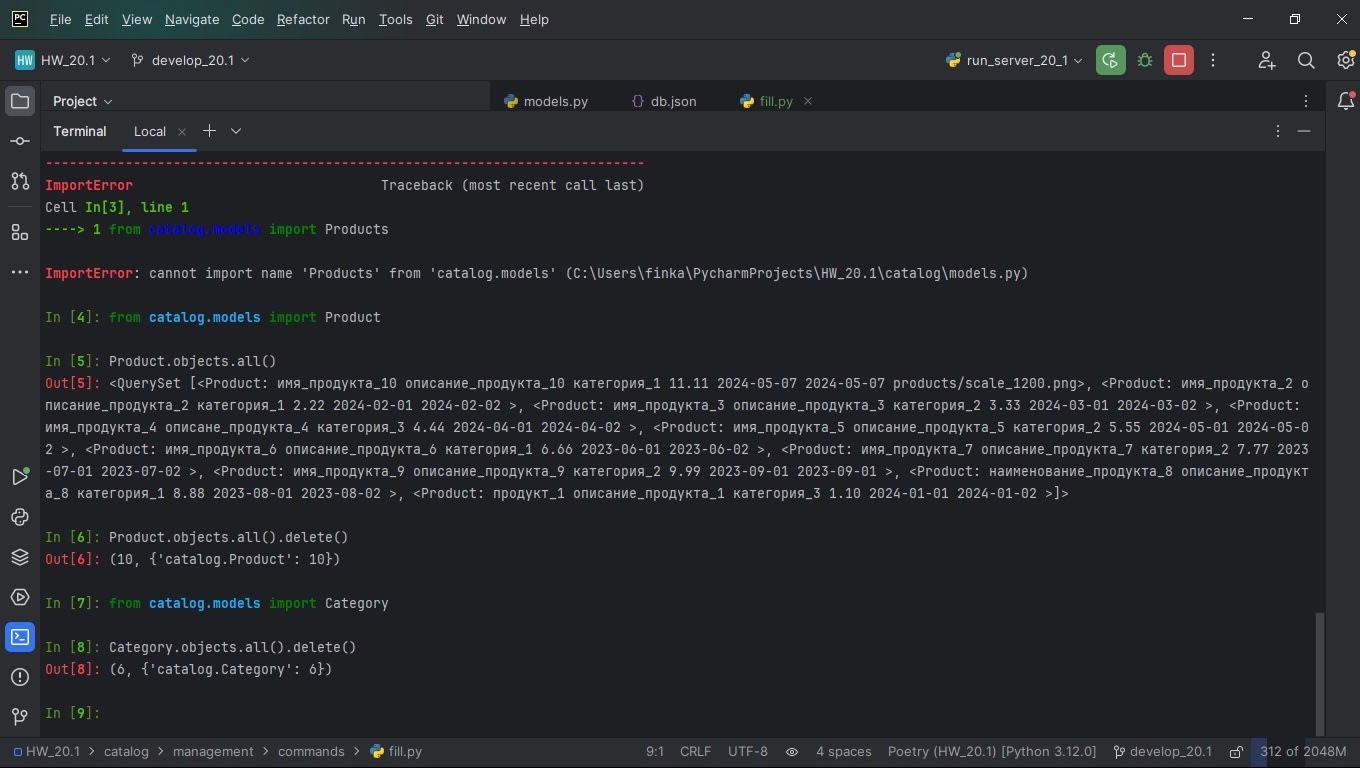 PC File Edit View Navigate Code Refactor Run Tools Git Window Help
HW HW_20.1 develop_20.1 run_server_20_1
Project models.py {} db.json fill.py
Terminal Local
---------------------------------------------------------------------------
ImportError Traceback (most recent call last)
Cell In[3], line 1
----> 1 from catalog.models import Products
ImportError: cannot import name 'Products' from 'catalog.models' (C:\Users\finka\PycharmProjects\HW_20.1\catalog\models.py)
In [4]: from catalog.models import Product
In [5]: Product.objects.all()
Out[5]: <QuerySet [<Product: имя_продукта_10 описание_продукта_10 категория_1 11.11 2024-05-07 2024-05-07 products/scale_1200.png>, <Product: имя_продукта_2 о
писание_продукта_2 категория_1 2.22 2024-02-01 2024-02-02 >, <Product: имя_продукта_3 описание_продукта_3 категория_2 3.33 2024-03-01 2024-03-02 >, <Product:
имя_продукта_4 описане_продукта_4 категория_3 4.44 2024-04-01 2024-04-02 >, <Product: имя_продукта_5 описание_продукта_5 категория_2 5.55 2024-05-01 2024-05-0
2 >, <Product: имя_продукта_6 описание_продукта_6 категория_1 6.66 2023-06-01 2023-06-02 >, <Product: имя_продукта_7 описание_продукта_7 категория_2 7.77 2023
-07-01 2023-07-02 >, <Product: имя_продукта_9 описание_продукта_9 категория_2 9.99 2023-09-01 2023-09-01 >, <Product: наименование_продукта_8 описание_продукт
а_8 категория_1 8.88 2023-08-01 2023-08-02 >, <Product: продукт_1 описание_продукта_1 категория_3 1.10 2024-01-01 2024-01-02 >]>
In [6]: Product.objects.all().delete()
Out[6]: (10, {'catalog.Product': 10})
In [7]: from catalog.models import Category
In [8]: Category.objects.all().delete()
Out[8]: (6, {'catalog.Category': 6})
In [9]:
HW_20.1 > catalog > management > commands > fill.py 9:1 CRLF UTF-8 4 spaces Poetry (HW_20.1) [Python 3.12.0] develop_20.1 312 of 2048M